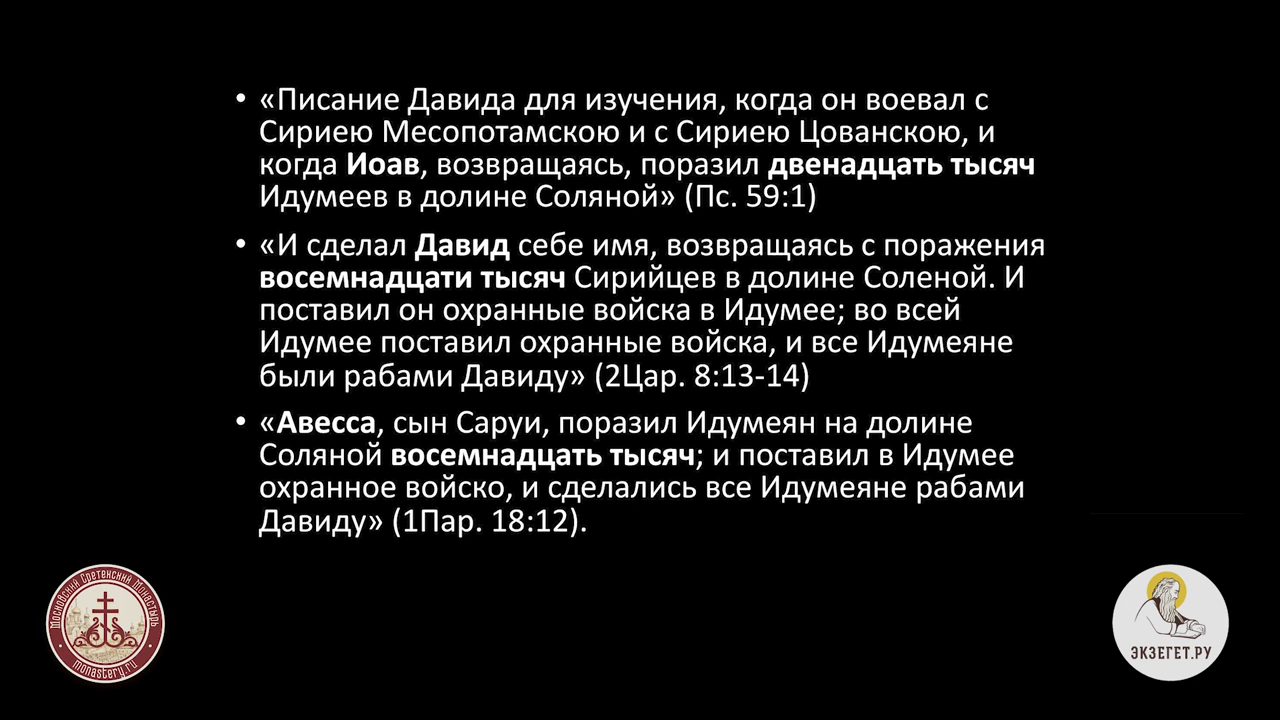 • «Писание Давида для изучения, когда он воевал с
Сириею Месопотамскою и с Сириею Цованскою, и
когда Иоав, возвращаясь, поразил двенадцать тысяч
Идумеев в долине Соляной» (Пс. 59:1)
• «И сделал Давид себе имя, возвращаясь с поражения
восемнадцати тысяч Сирийцев в долине Соленой. И
поставил он охранные войска в Идумее; во всей
Идумее поставил охранные войска, и все Идумеяне
были рабами Давиду» (2Цар. 8:13-14)
• «Авесса, сын Саруи, поразил Идумеян на долине
Соляной восемнадцать тысяч; и поставил в Идумее
охранное войско, и сделались все Идумеяне рабами
Давиду» (1Пар. 18:12).
Московский Сретенский Монастырь
monastery.ru
ЭКЗЕГЕТ.РУ